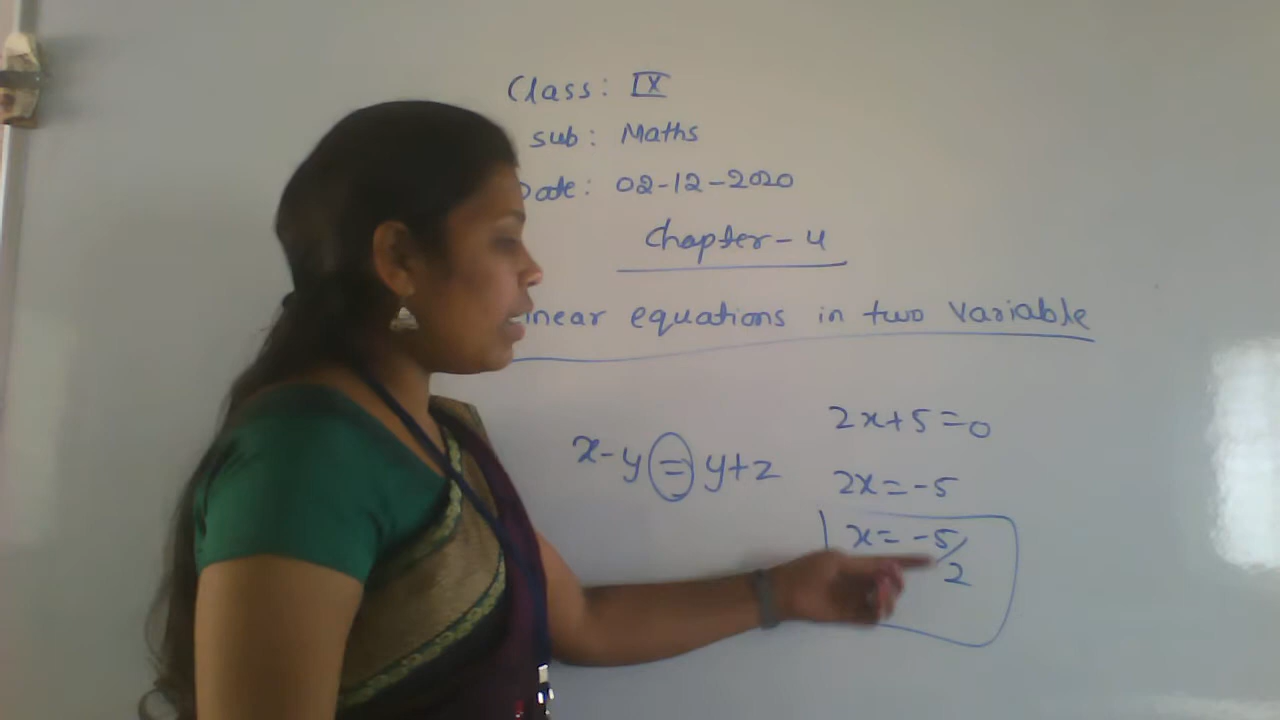 Class: IX
sub: Maths
Date: 02-12-2020
Chapter-4
inear equations in two variable
x-y=y+z
2x+5=0
2x=-5
x=-5/2